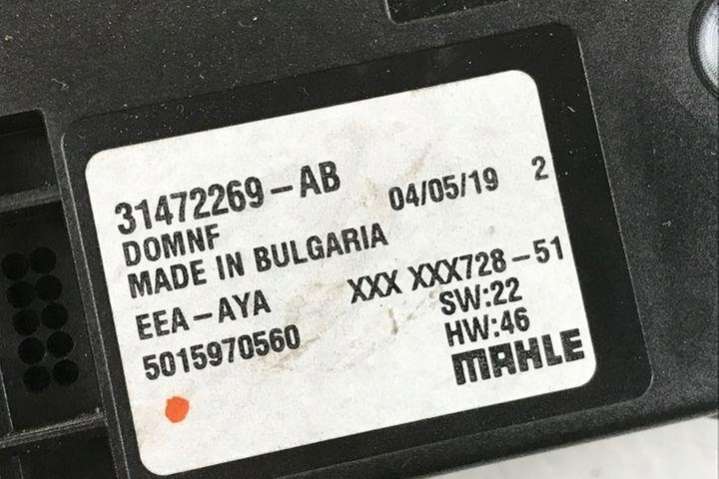 31472269-AB 04/05/19 2
DOMNF
MADE IN BULGARIA
EEA-AYA XXX XXX728-51
5015970560 SW:22
HW:46
MAHLE